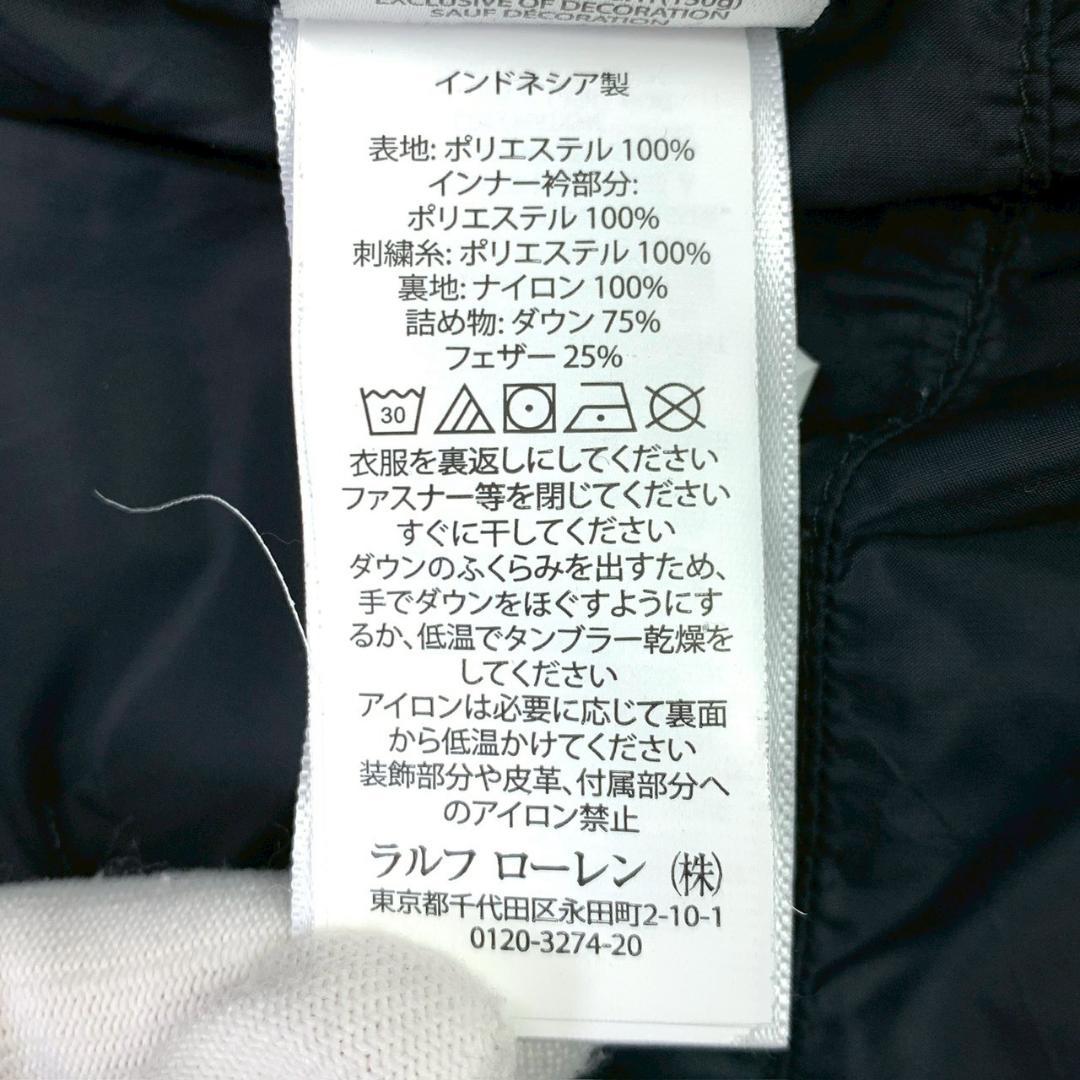 EXCLUSIVE OF DECORATION
SAUF DÉCORATION
インドネシア製
表地: ポリエステル 100%
インナー衿部分:
ポリエステル 100%
刺繍糸: ポリエステル 100%
裏地: ナイロン 100%
詰め物: ダウン 75%
フェザー 25%
30
衣服を裏返しにしてください
ファスナー等を閉じてください
すぐに干してください
ダウンのふくらみを出すため、
手でダウンをほぐすようにす
るか、低温でタンブラー乾燥を
してください
アイロンは必要に応じて裏面
から低温かけてください
装飾部分や皮革、付属部分へ
のアイロン禁止
ラルフ ローレン (株)
東京都千代田区永田町2-10-1
0120-3274-20